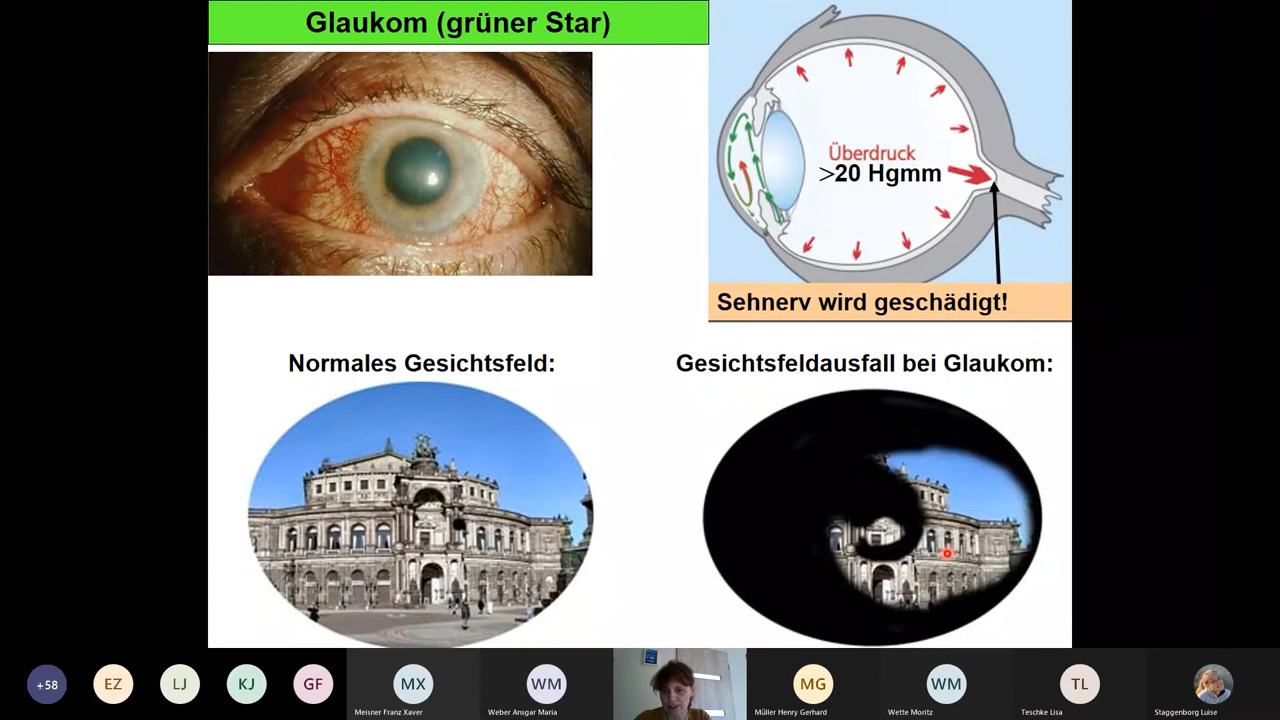 Glaukom (grüner Star)
Überdruck
>20 Hgmm
Sehnerv wird geschädigt!
Normales Gesichtsfeld:
Gesichtsfeldausfall bei Glaukom:
+58
EZ
LJ
KJ
GF
MX
WM
MG
WM
TL
Meisner Franz Xaver
Weber Ansgar Maria
Müller Henry Gerhard
Wette Moritz
Teschke Lisa
Staggenborg Luise